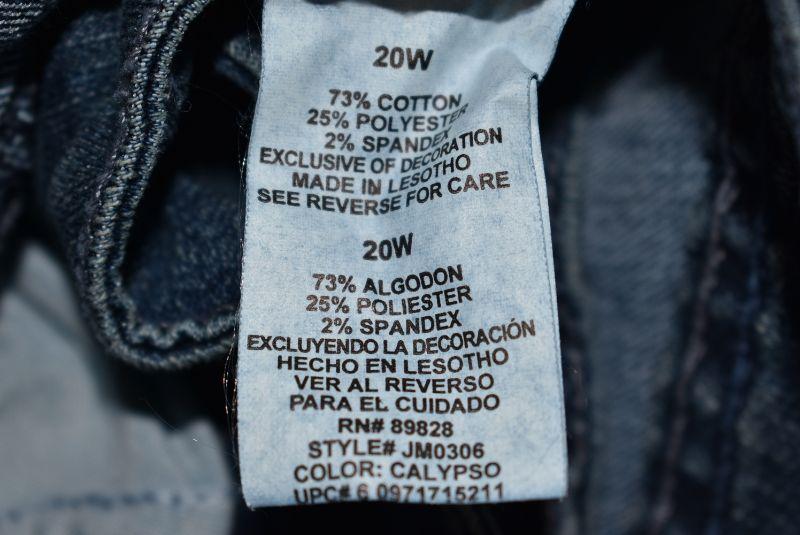 20W
73% COTTON
25% POLYESTER
2% SPANDEX
EXCLUSIVE OF DECORATION
MADE IN LESOTHO
SEE REVERSE FOR CARE
20W
73% ALGODON
25% POLIESTER
2% SPANDEX
EXCLUYENDO LA DECORACIÓN
HECHO EN LESOTHO
VER AL REVERSO
PARA EL CUIDADO
RN# 89828
STYLE# JM0306
COLOR: CALYPSO
UPC# 6 0971715211